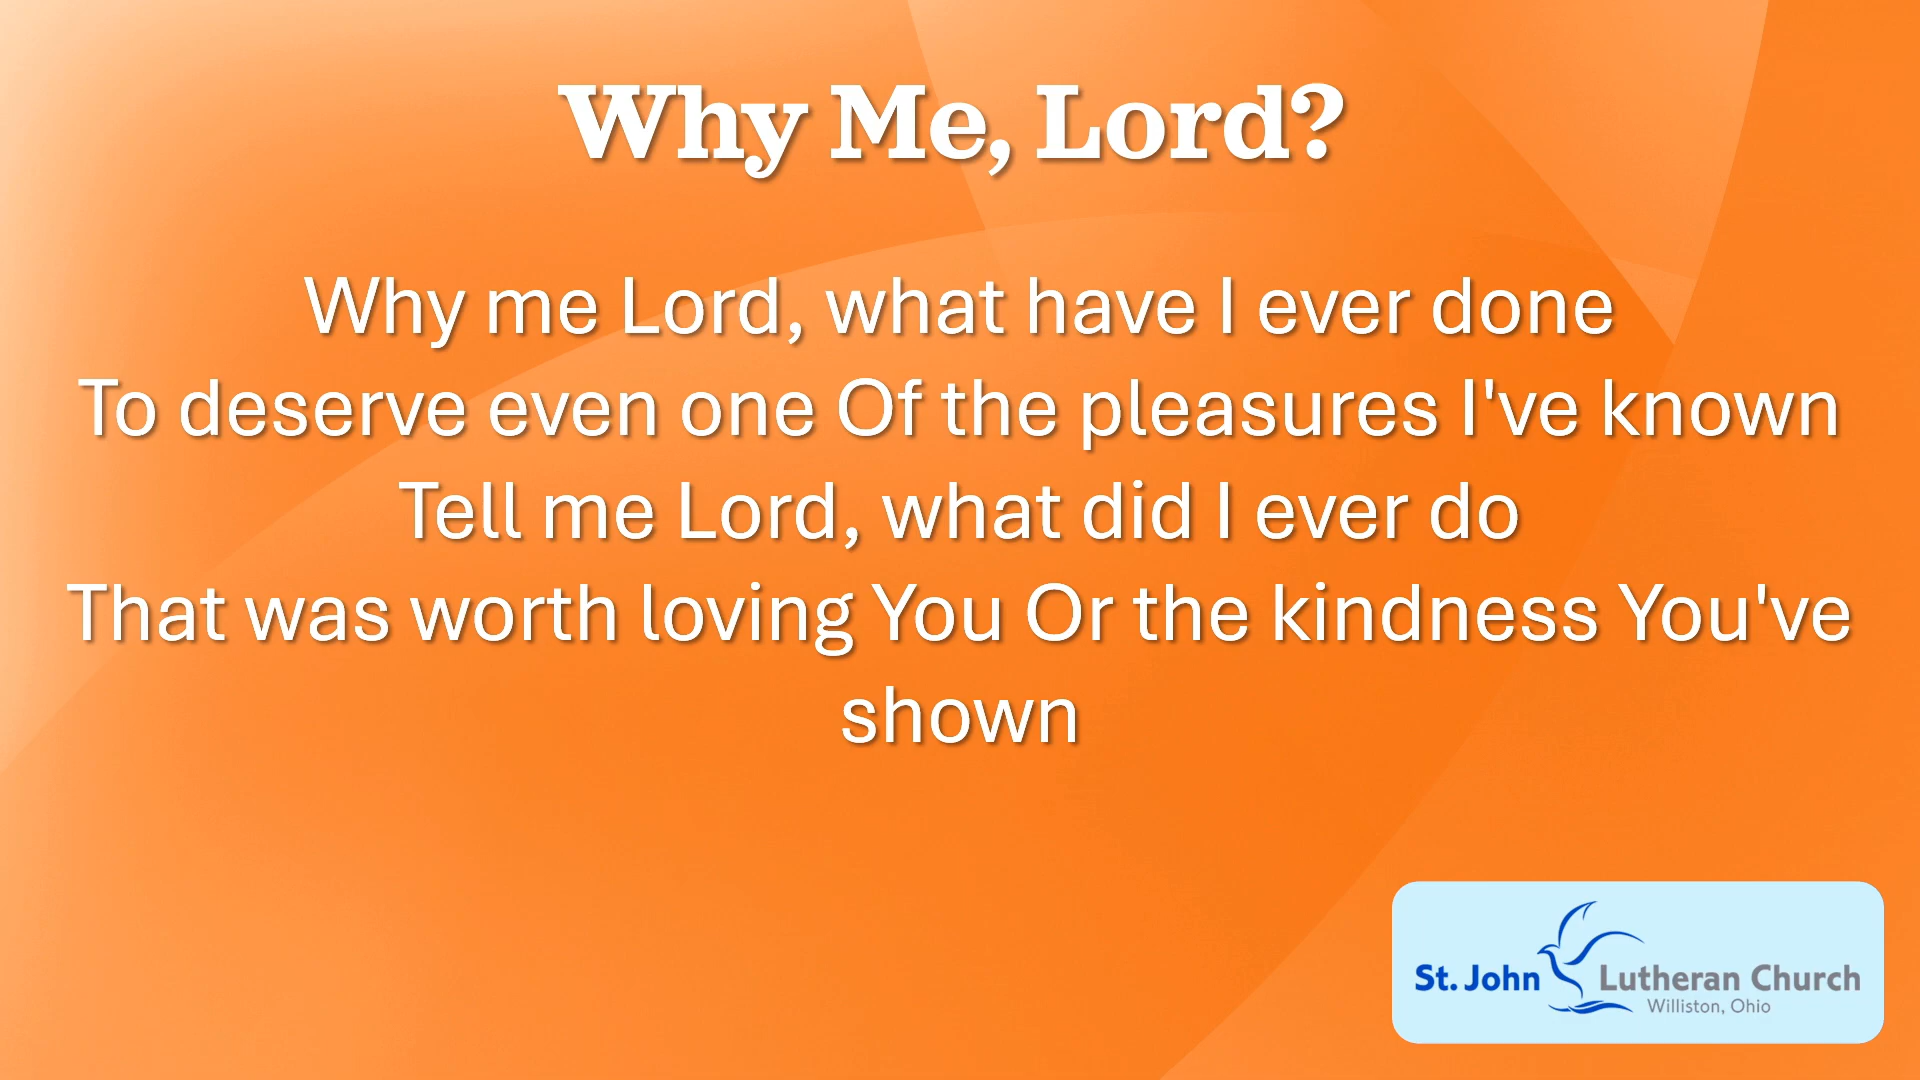 Why Me, Lord?
Why me Lord, what have I ever done
To deserve even one Of the pleasures I've known
Tell me Lord, what did I ever do
That was worth loving You Or the kindness You've
shown
St. John Lutheran Church
Williston, Ohio